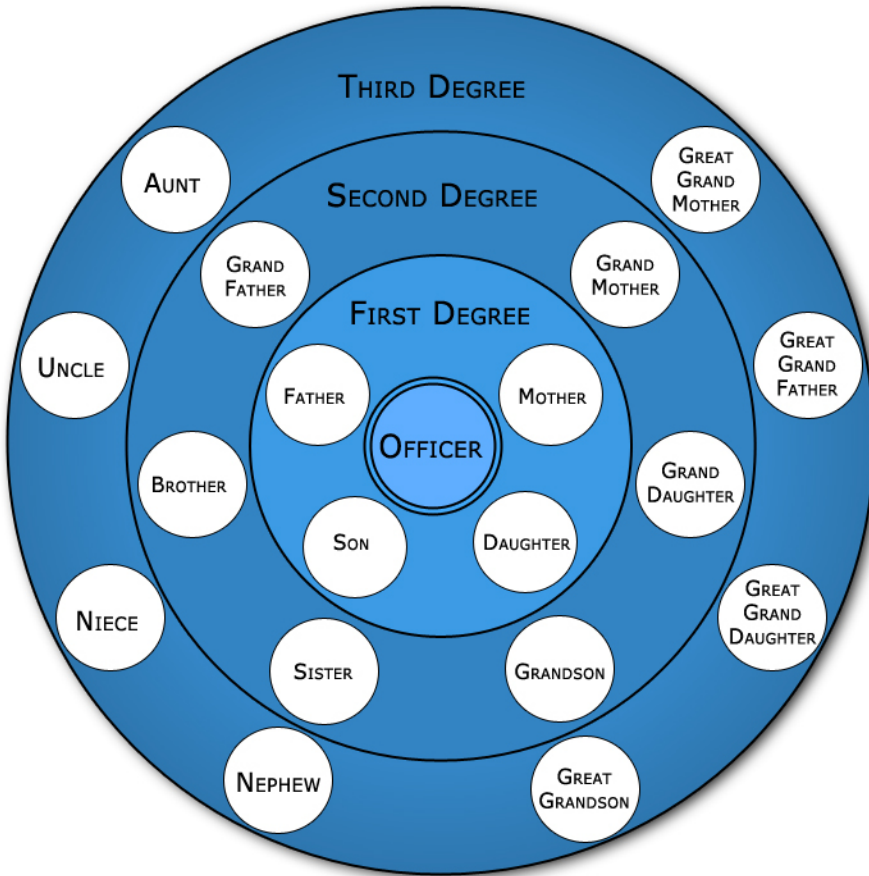 THIRD DEGREE
AUNT
GREAT
GRAND
MOTHER
SECOND DEGREE
GRAND
FATHER
GRAND
MOTHER
FIRST DEGREE
UNCLE
GREAT
GRAND
FATHER
FATHER
MOTHER
OFFICER
BROTHER
GRAND
DAUGHTER
SON
DAUGHTER
NIECE
GREAT
GRAND
DAUGHTER
SISTER
GRANDSON
NEPHEW
GREAT
GRANDSON